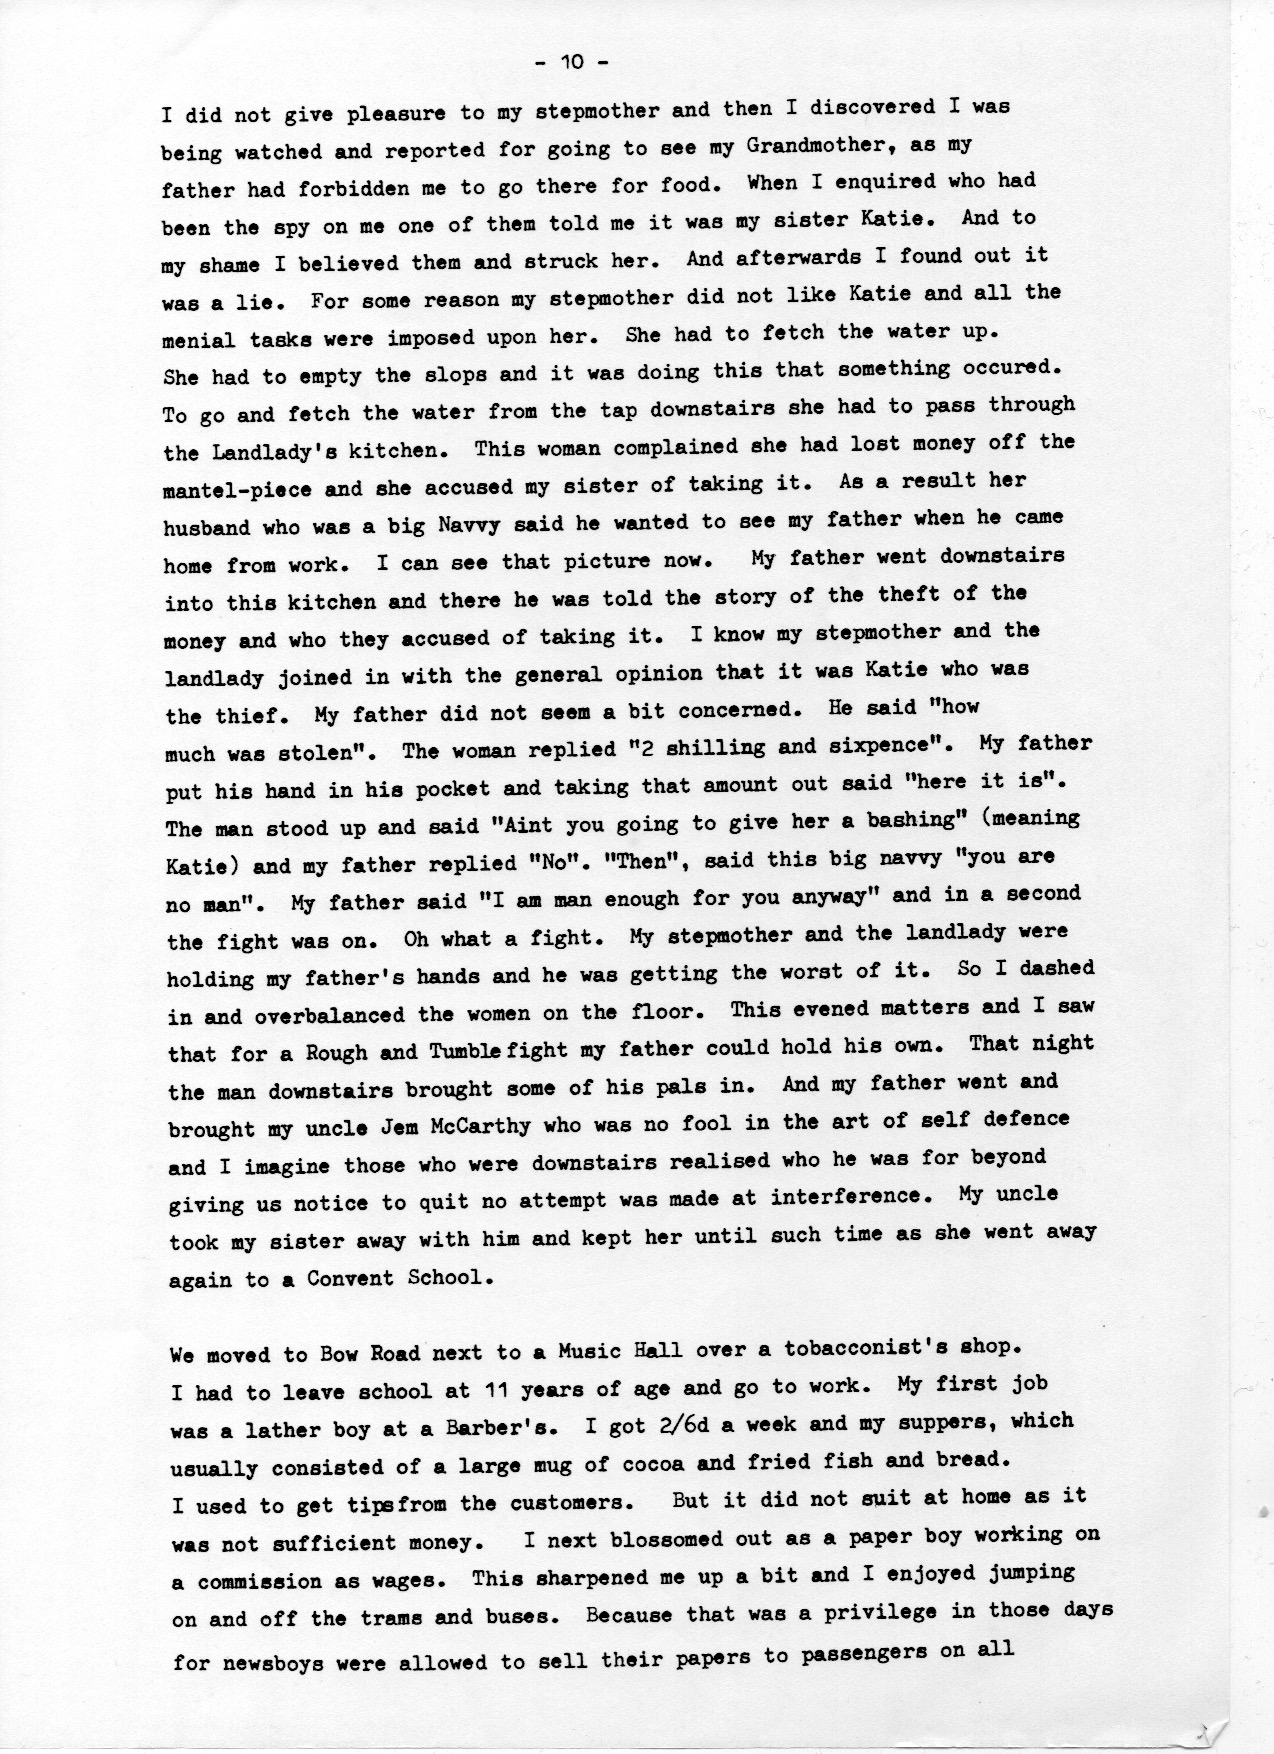 - 10 -
I did not give pleasure to my stepmother and then I discovered I was
being watched and reported for going to see my Grandmother, as my
father had forbidden me to go there for food. When I enquired who had
been the spy on me one of them told me it was my sister Katie. And to
my shame I believed them and struck her. And afterwards I found out it
was a lie. For some reason my stepmother did not like Katie and all the
menial tasks were imposed upon her. She had to fetch the water up.
She had to empty the slops and it was doing this that something occured.
To go and fetch the water from the tap downstairs she had to pass through
the Landlady's kitchen. This woman complained she had lost money off the
mantel-piece and she accused my sister of taking it. As a result her
husband who was a big Navvy said he wanted to see my father when he came
home from work. I can see that picture now. My father went downstairs
into this kitchen and there he was told the story of the theft of the
money and who they accused of taking it. I know my stepmother and the
landlady joined in with the general opinion that it was Katie who was
the thief. My father did not seem a bit concerned. He said "how
much was stolen". The woman replied "2 shilling and sixpence". My father
put his hand in his pocket and taking that amount out said "here it is".
The man stood up and said "Aint you going to give her a bashing" (meaning
Katie) and my father replied "No". "Then", said this big navvy "you are
no man". My father said "I am man enough for you anyway" and in a second
the fight was on. Oh what a fight. My stepmother and the landlady were
holding my father's hands and he was getting the worst of it. So I dashed
in and overbalanced the women on the floor. This evened matters and I saw
that for a Rough and Tumble fight my father could hold his own. That night
the man downstairs brought some of his pals in. And my father went and
brought my uncle Jem McCarthy who was no fool in the art of self defence
and I imagine those who were downstairs realised who he was for beyond
giving us notice to quit no attempt was made at interference. My uncle
took my sister away with him and kept her until such time as she went away
again to a Convent School.
We moved to Bow Road next to a Music Hall over a tobacconist's shop.
I had to leave school at 11 years of age and go to work. My first job
was a lather boy at a Barber's. I got 2/6d a week and my suppers, which
usually consisted of a large mug of cocoa and fried fish and bread.
I used to get tips from the customers. But it did not suit at home as it
was not sufficient money. I next blossomed out as a paper boy working on
a commission as wages. This sharpened me up a bit and I enjoyed jumping
on and off the trams and buses. Because that was a privilege in those days
for newsboys were allowed to sell their papers to passengers on all